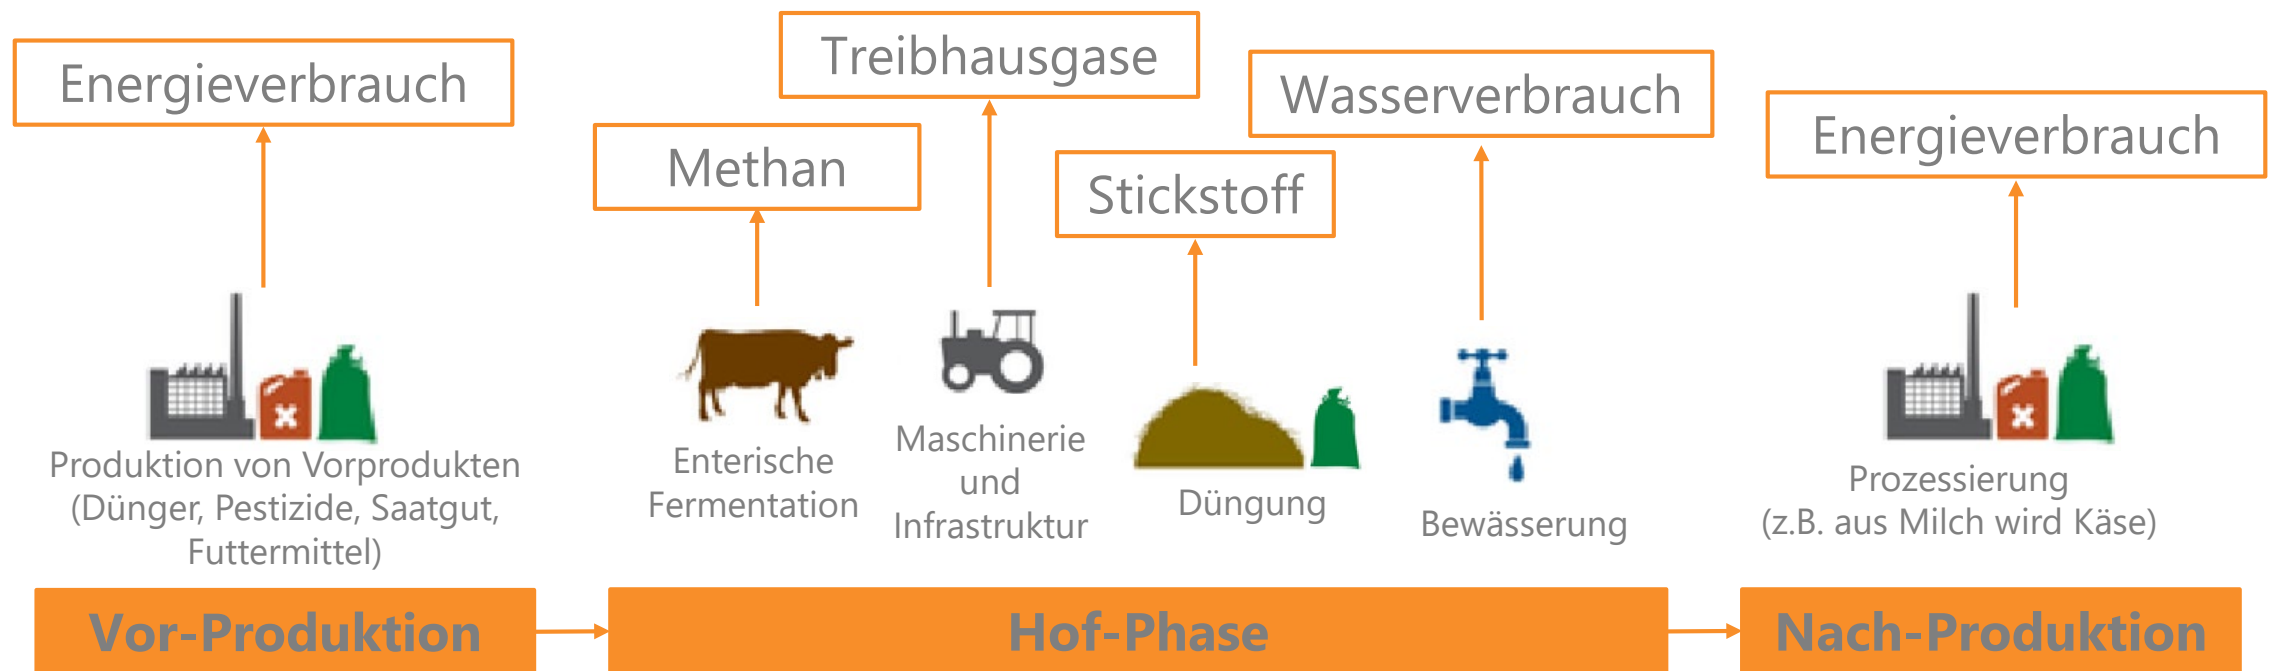 Energieverbrauch
Methan
Treibhausgase
Stickstoff
Wasserverbrauch
Energieverbrauch
Produktion von Vorprodukten
(Dünger, Pestizide, Saatgut,
Futtermittel)
Enterische
Fermentation
Maschinerie
und
Infrastruktur
Düngung
Bewässerung
Prozessierung
(z.B. aus Milch wird Käse)
Vor-Produktion
Hof-Phase
Nach-Produktion